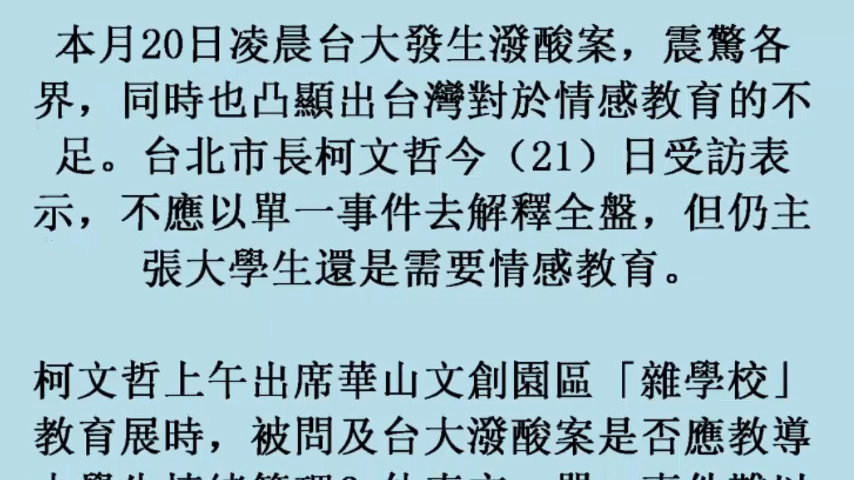 本月20日凌晨台大發生潑酸案，震驚各
界，同時也凸顯出台灣對於情感教育的不
足。台北市長柯文哲今（21）日受訪表
示，不應以單一事件去解釋全盤，但仍主
張大學生還是需要情感教育。
柯文哲上午出席華山文創園區「雜學校」
教育展時，被問及台大潑酸案是否應教導